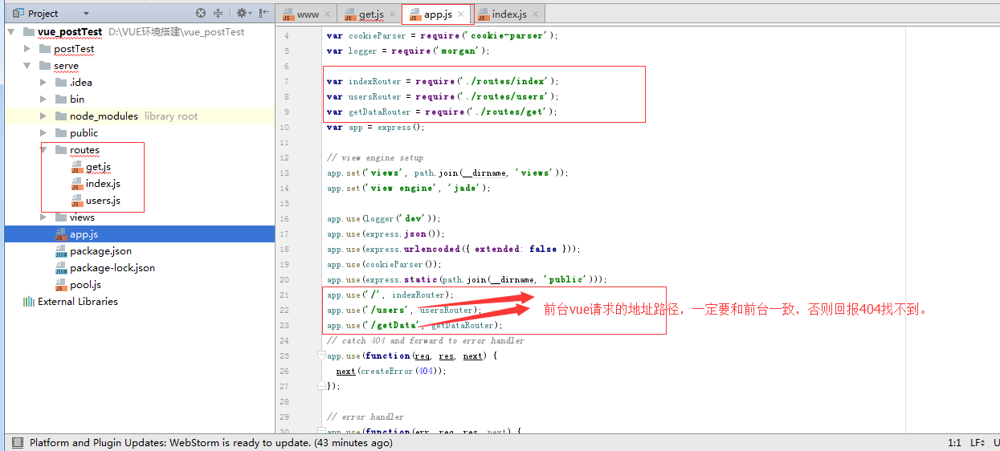 Project
www
get.js
app.js
index.js
vue_postTest D:\VUE环境搭建\vue_postTest
postTest
serve
.idea
bin
node_modules library root
public
routes
get.js
index.js
users.js
views
app.js
package.json
package-lock.json
pool.js
External Libraries
4 var cookieParser = require('cookie-parser');
5 var logger = require('morgan');
6
7 var indexRouter = require('./routes/index');
8 var usersRouter = require('./routes/users');
9 var getDataRouter = require('./routes/get');
10 var app = express();
11
12 // view engine setup
13 app.set('views', path.join(__dirname, 'views'));
14 app.set('view engine', 'jade');
15
16 app.use(logger('dev'));
17 app.use(express.json());
18 app.use(express.urlencoded({ extended: false }));
19 app.use(cookieParser());
20 app.use(express.static(path.join(__dirname, 'public')));
21 app.use('/', indexRouter);
22 app.use('/users', usersRouter);
23 app.use('/getData', getDataRouter);
前台vue请求的地址路径，一定要和前台一致，否则回报404找不到。
24 // catch 404 and forward to error handler
25 app.use(function(req, res, next) {
26 next(createError(404));
27 });
28
29 // error handler
30 app.use(function(err, req, res, next) {
Platform and Plugin Updates: WebStorm is ready to update. (43 minutes ago)
1:1 LF U